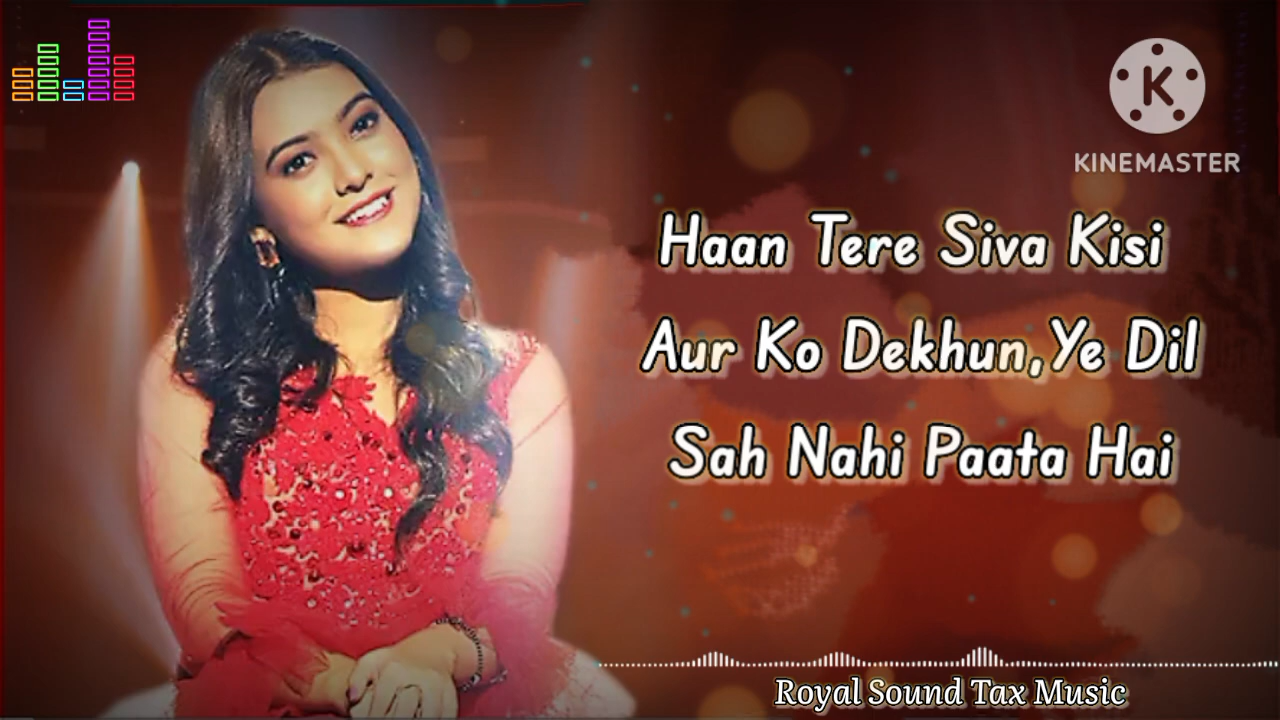 KINEMASTER
Haan Tere Siva Kisi
Aur Ko Dekhun,Ye Dil
Sah Nahi Paata Hai
Royal Sound Tax Music